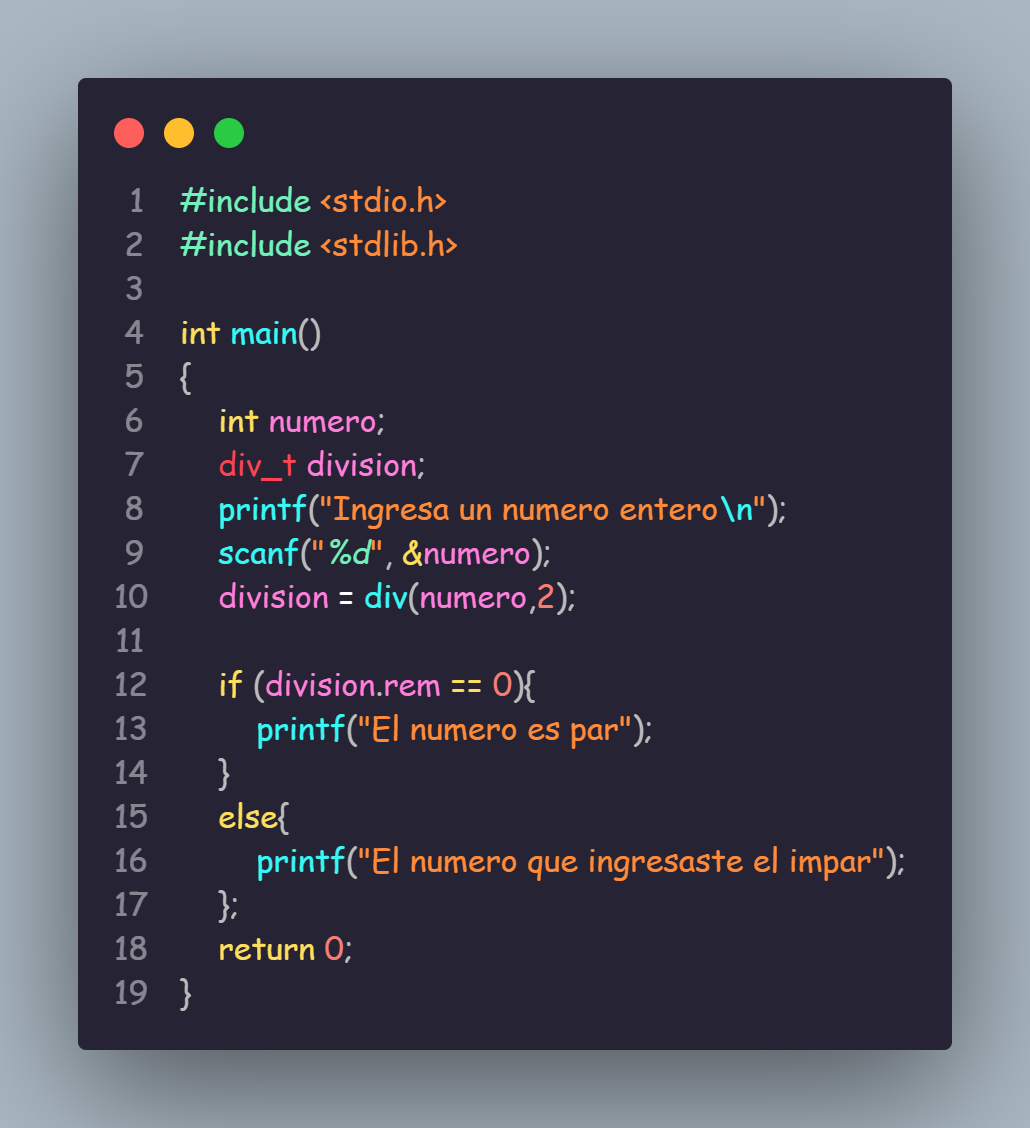 1 #include <stdio.h>
2 #include <stdlib.h>
3
4 int main()
5 {
6 int numero;
7 div_t division;
8 printf("Ingresa un numero entero\n");
9 scanf("%d", &numero);
10 division = div(numero,2);
11
12 if (division.rem == 0){
13 printf("El numero es par");
14 }
15 else{
16 printf("El numero que ingresaste el impar");
17 };
18 return 0;
19 }